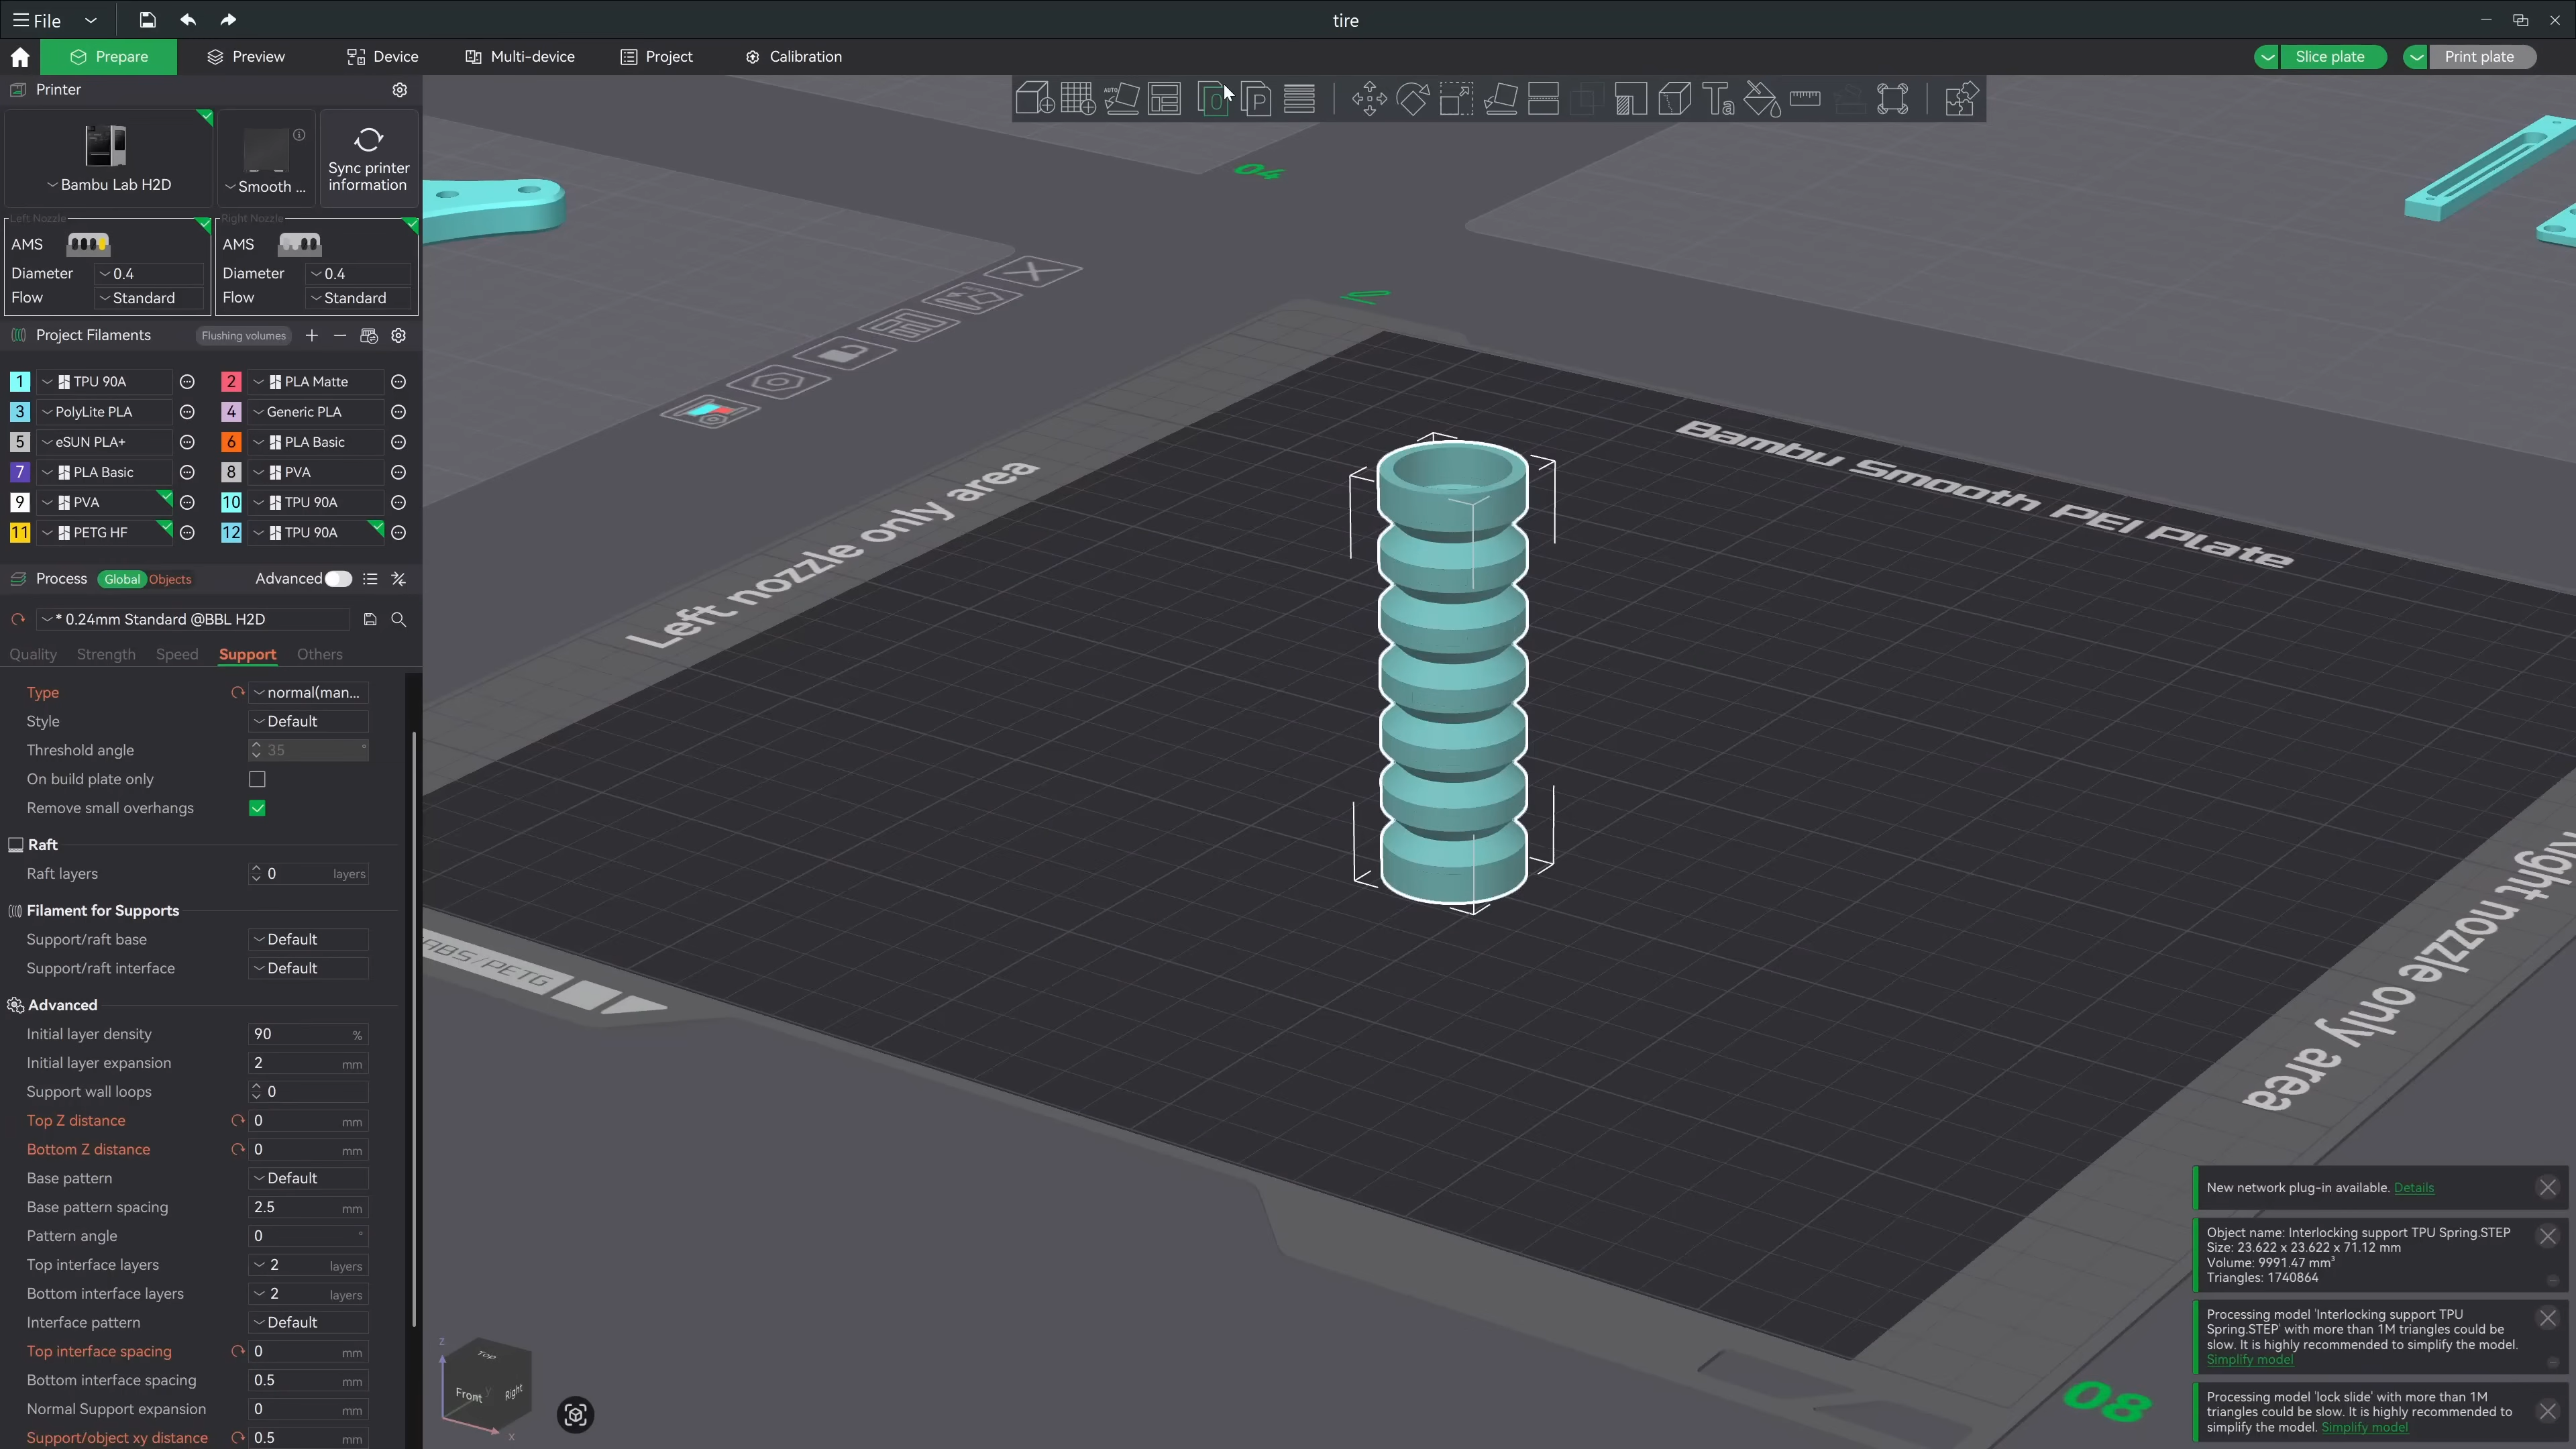 File
tire
Prepare
Preview
Device
Multi-device
Project
Calibration
Slice plate
Print plate
Printer
Bambu Lab H2D
Smooth ...
Sync printer
information
Left Nozzle
AMS
Diameter 0.4
Flow Standard
Right Nozzle
AMS
Diameter 0.4
Flow Standard
Project Filaments
Flushing volumes
1 TPU 90A
2 PLA Matte
3 PolyLite PLA
4 Generic PLA
5 eSUN PLA+
6 PLA Basic
7 PLA Basic
8 PVA
9 PVA
10 TPU 90A
11 PETG HF
12 TPU 90A
Process Global Objects Advanced
* 0.24mm Standard @BBL H2D
Quality Strength Speed Support Others
Type normal(man...
Style Default
Threshold angle 35 °
On build plate only
Remove small overhangs
Raft
Raft layers 0 layers
Filament for Supports
Support/raft base Default
Support/raft interface Default
Advanced
Initial layer density 90 %
Initial layer expansion 2 mm
Support wall loops 0
Top Z distance 0 mm
Bottom Z distance 0 mm
Base pattern Default
Base pattern spacing 2.5 mm
Pattern angle 0 °
Top interface layers 2 layers
Bottom interface layers 2 layers
Interface pattern Default
Top interface spacing 0 mm
Bottom interface spacing 0.5 mm
Normal Support expansion 0 mm
Support/object xy distance 0.5 mm
AUTO
0
P
Ta
04
Left nozzle only area
Bambu Smooth PEI Plate
Right nozzle only area
ABS/PETG
08
z
Top
Front
Right
x
New network plug-in available. Details
Object name: Interlocking support TPU Spring.STEP
Size: 23.622 x 23.622 x 71.12 mm
Volume: 9991.47 mm³
Triangles: 1740864
Processing model 'Interlocking support TPU
Spring.STEP' with more than 1M triangles could be
slow. It is highly recommended to simplify the model.
Simplify model
Processing model 'lock slide' with more than 1M
triangles could be slow. It is highly recommended to
simplify the model. Simplify model